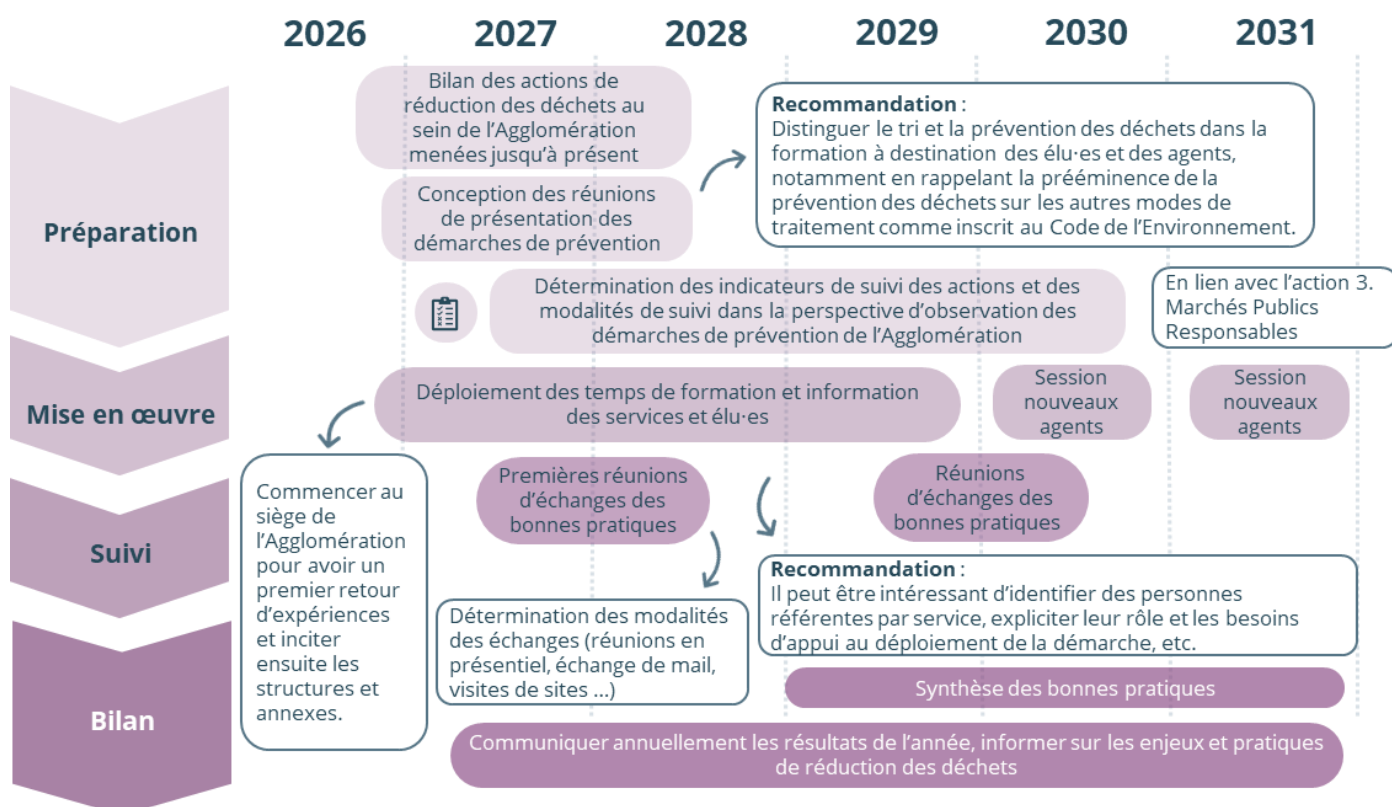 2026 2027 2028 2029 2030 2031
Préparation
Bilan des actions de
réduction des déchets au
sein de l'Agglomération
menées jusqu'à présent
Conception des réunions
de présentation des
démarches de prévention
Recommandation :
Distinguer le tri et la prévention des déchets dans la
formation à destination des élu·es et des agents,
notamment en rappelant la prééminence de la
prévention des déchets sur les autres modes de
traitement comme inscrit au Code de l'Environnement.
Détermination des indicateurs de suivi des actions et des
modalités de suivi dans la perspective d'observation des
démarches de prévention de l'Agglomération
En lien avec l'action 3.
Marchés Publics
Responsables
Mise en œuvre
Déploiement des temps de formation et information
des services et élu·es
Session
nouveaux
agents
Session
nouveaux
agents
Commencer au
siège de
l'Agglomération
pour avoir un
premier retour
d'expériences
et inciter
ensuite les
structures et
annexes.
Suivi
Premières réunions
d'échanges des
bonnes pratiques
Réunions
d'échanges des
bonnes pratiques
Détermination des modalités
des échanges (réunions en
présentiel, échange de mail,
visites de sites ...)
Recommandation :
Il peut être intéressant d'identifier des personnes
référentes par service, expliciter leur rôle et les besoins
d'appui au déploiement de la démarche, etc.
Bilan
Synthèse des bonnes pratiques
Communiquer annuellement les résultats de l'année, informer sur les enjeux et pratiques
de réduction des déchets